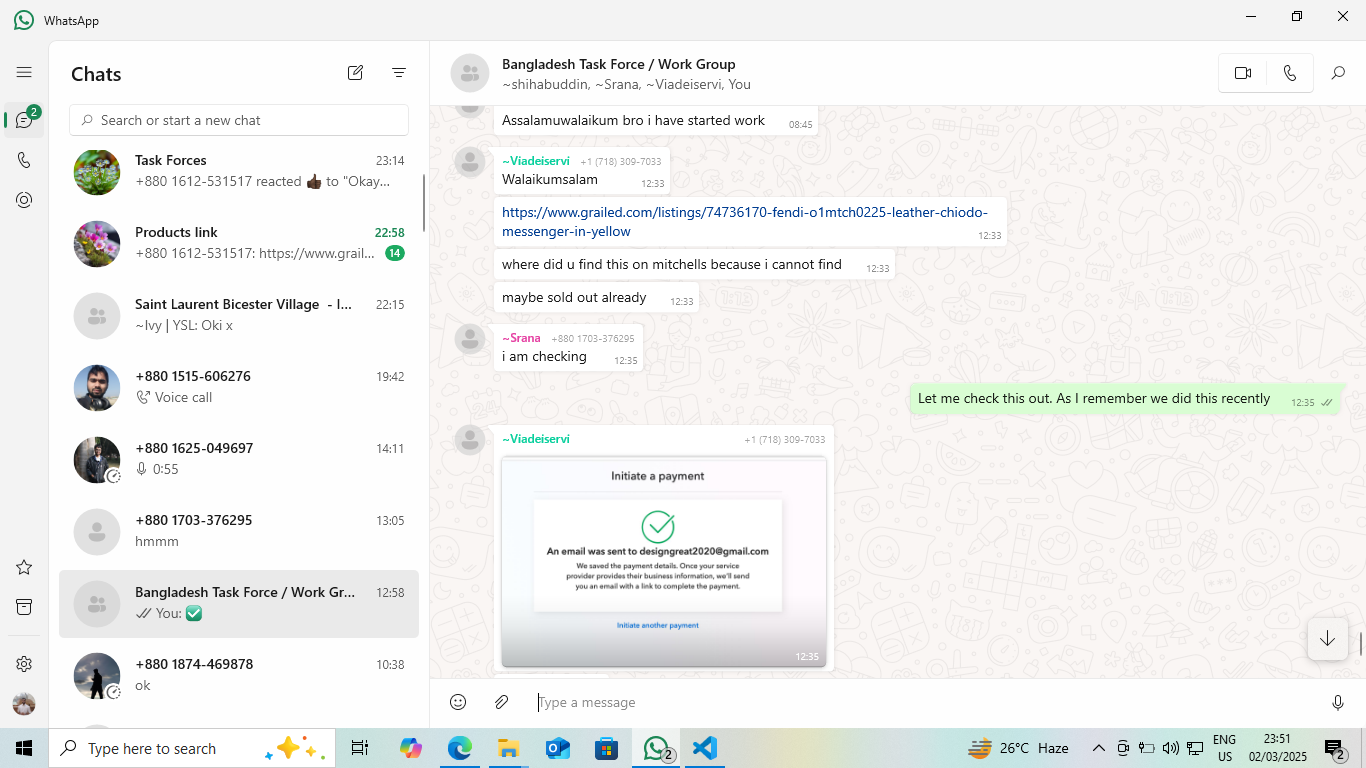 WhatsApp
Chats
Search or start a new chat
2
Task Forces
23:14
+880 1612-531517 reacted 👍🏿 to "Okay...
Products link
22:58
+880 1612-531517: https://www.grail...
14
Saint Laurent Bicester Village - I...
22:15
~Ivy | YSL: Oki x
+880 1515-606276
19:42
Voice call
+880 1625-049697
14:11
0:55
+880 1703-376295
13:05
hmmm
Bangladesh Task Force / Work Gr...
12:58
You: ✅
+880 1874-469878
10:38
ok
Bangladesh Task Force / Work Group
~shihabuddin, ~Srana, ~Viadeiservi, You
Assalamuwalaikum bro i have started work
08:45
~Viadeiservi +1 (718) 309-7033
Walaikumsalam
12:33
https://www.grailed.com/listings/74736170-fendi-o1mtch0225-leather-chiodo-
messenger-in-yellow
12:33
where did u find this on mitchells because i cannot find
12:33
maybe sold out already
12:33
~Srana +880 1703-376295
i am checking
12:35
Let me check this out. As I remember we did this recently
12:35
~Viadeiservi +1 (718) 309-7033
Initiate a payment
An email was sent to designgreat2020@gmail.com
We saved the payment details. Once your service
provider provides their business information, we'll send
you an email with a link to complete the payment.
Initiate another payment
12:35
Type a message
Type here to search
2
26°C Haze
ENG
US
23:51
02/03/2025
2